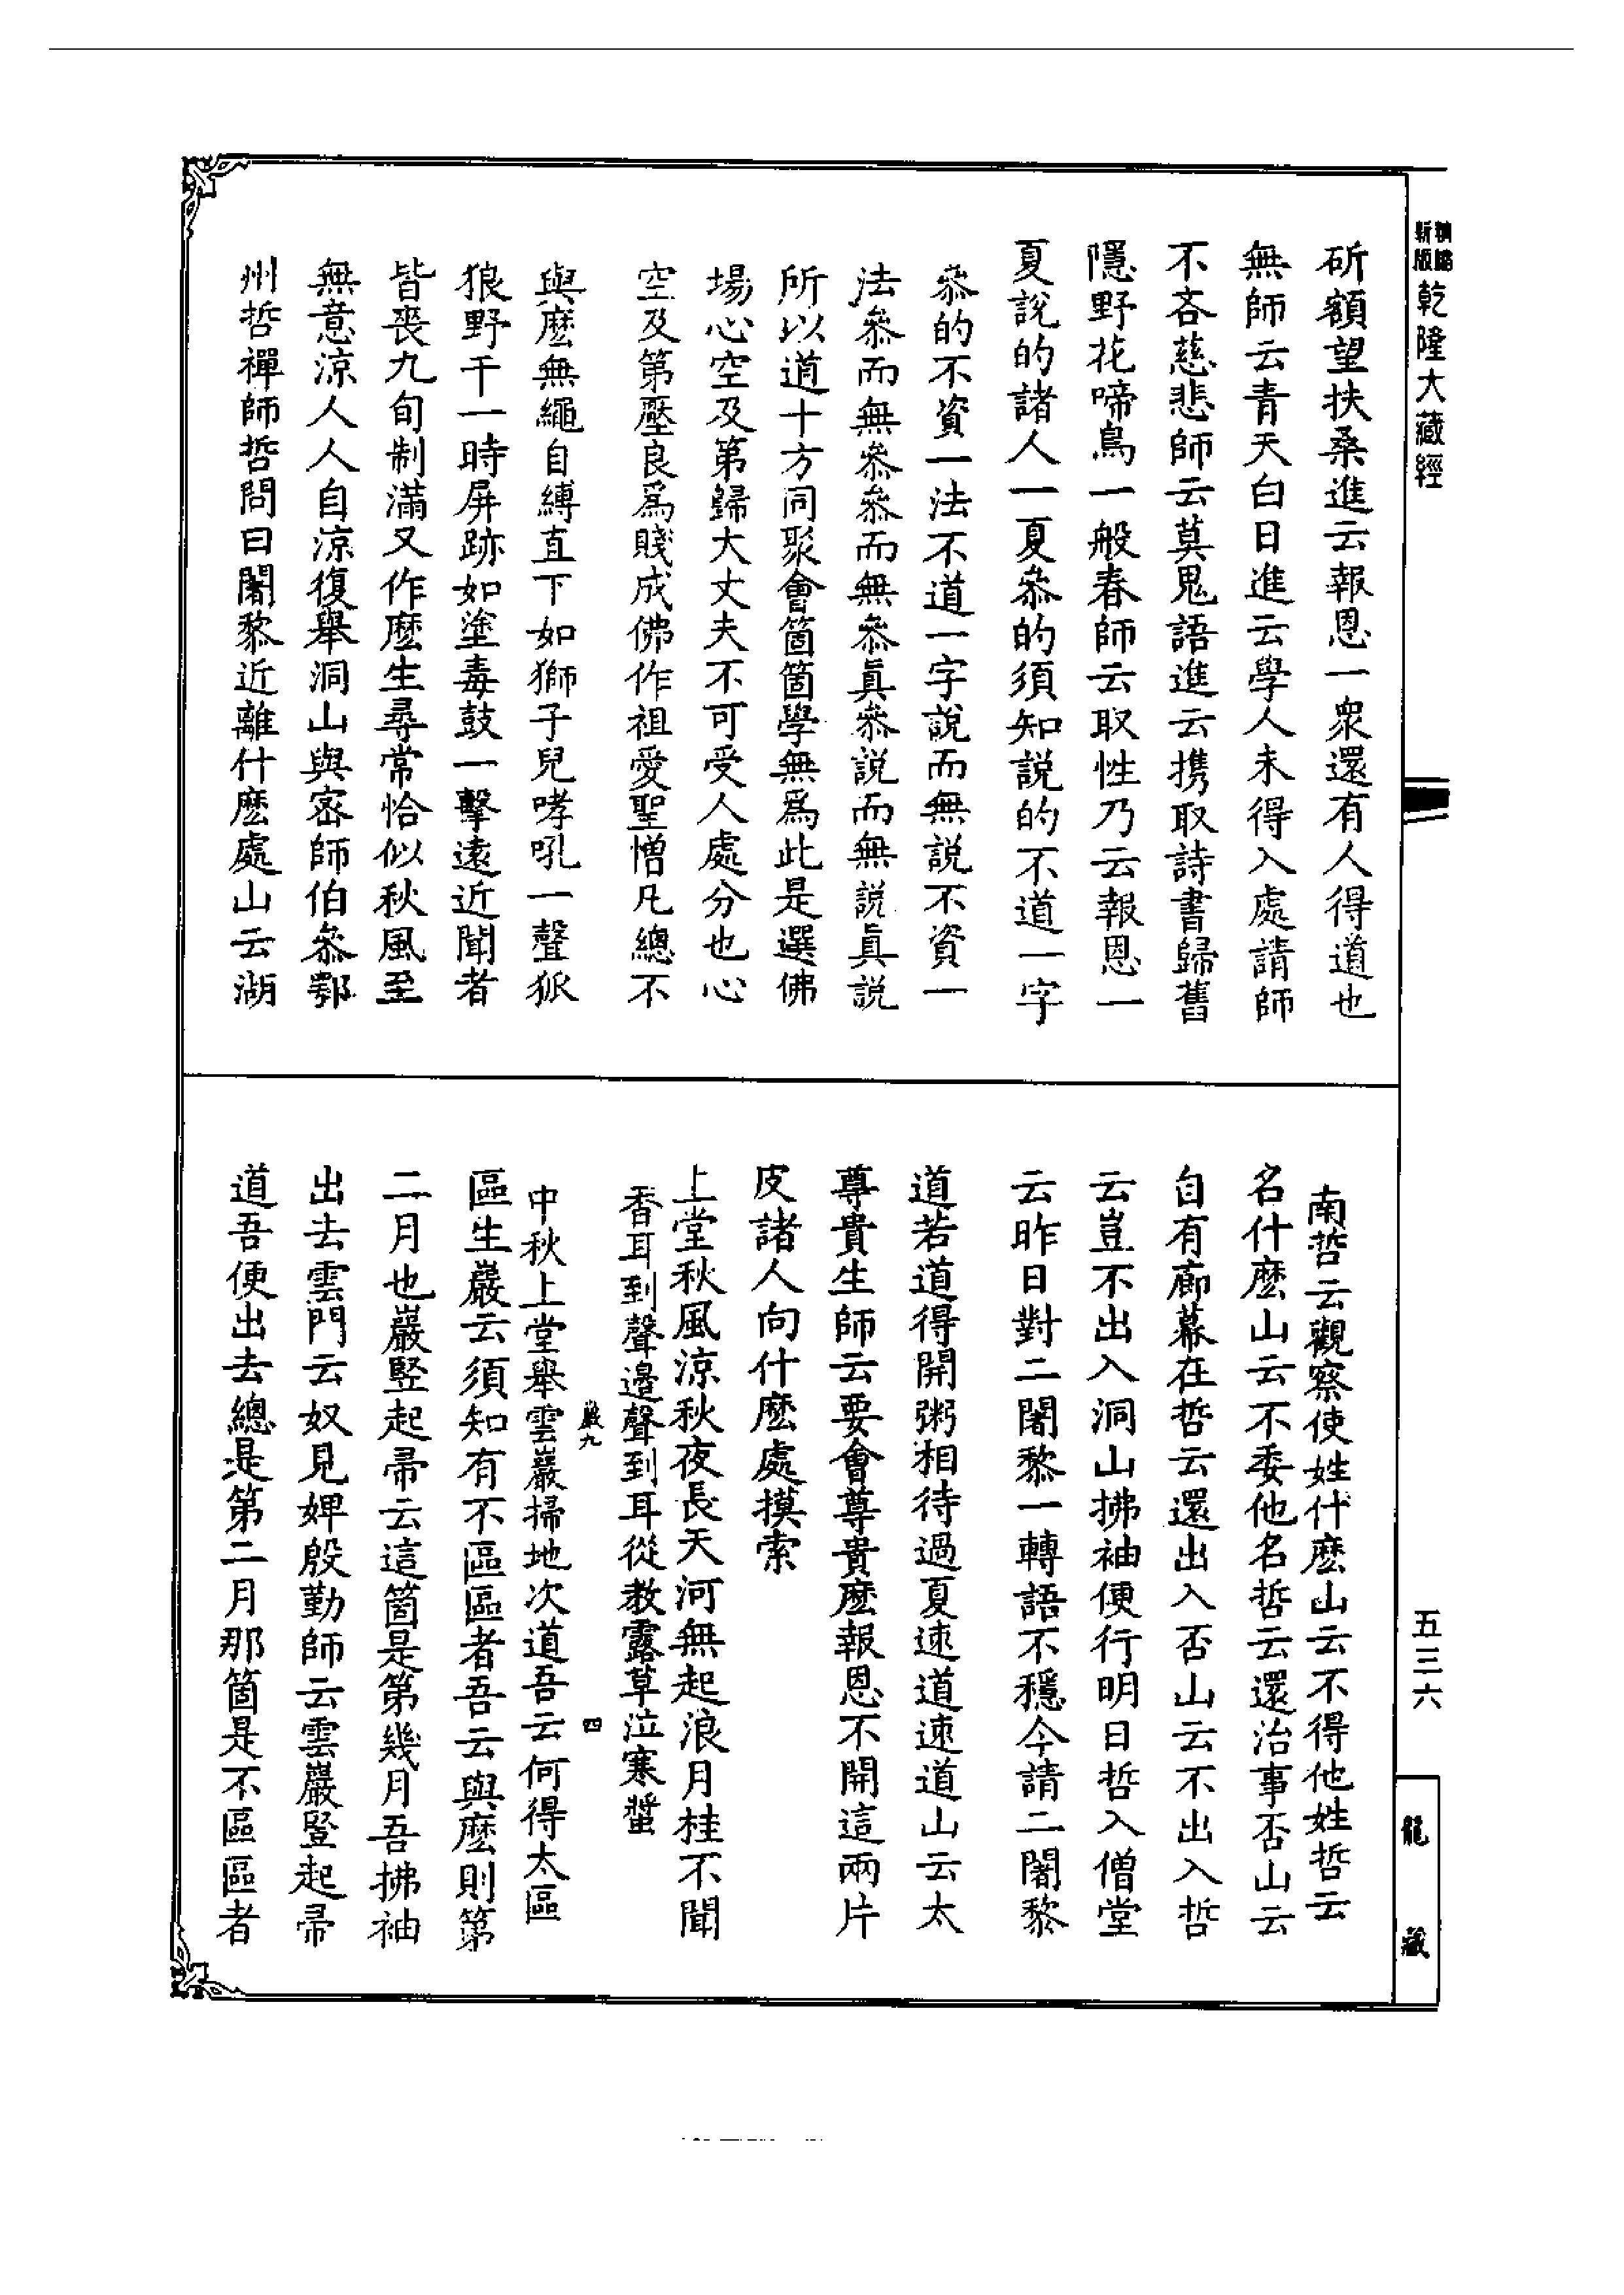 新版
精縮
乾隆大藏經
斫額望扶桑進云報恩一衆還有人得道也
無師云青天白日進云學人未得入處請師
不吝慈悲師云莫鬼語進云携取詩書歸舊
隱野花啼鳥一般春師云取性乃云報恩一
夏說的諸人一夏叅的須知說的不道一字
叅的不資一法不道一字說而無說不資一
法叅而無叅叅而無叅眞叅說而無說眞說
所以道十方同聚會箇箇學無爲此是選佛
場心空及第歸大丈夫不可受人處分也心
空及第壓良爲賤成佛作祖愛聖憎凡總不
與麽無繩自縛直下如獅子兒哮吼一聲狐
狼野干一時屏跡如塗毒鼓一擊遠近聞者
皆喪九旬制滿又作麽生尋常恰似秋風至
無意涼人人自涼復舉洞山與密師伯叅鄂
州哲禪師哲問曰闍黎近離什麽處山云湖
南哲云觀察使姓什麽山云不得他姓哲云
名什麽山云不委他名哲云還治事否山云
自有廊幕在哲云還出入否山云不出入哲
云豈不出入洞山拂袖便行明日哲入僧堂
云昨日對二闍黎一轉語不穩今請二闍黎
道若道得開粥相待過夏速道速道山云太
尊貴生師云要會尊貴麽報恩不開這兩片
皮諸人向什麽處摸索
上堂秋風涼秋夜長天河無起浪月桂不聞
香耳到聲邊聲到耳從教露草泣寒螿
巖九 四
中秋上堂舉雲巖掃地次道吾云何得太區
區生巖云須知有不區區者吾云與麽則第
二月也巖竪起帚云這箇是第幾月吾拂袖
出去雲門云奴見婢殷勤師云雲巖竪起帚
道吾便出去總是第二月那箇是不區區者
五三六
龍藏